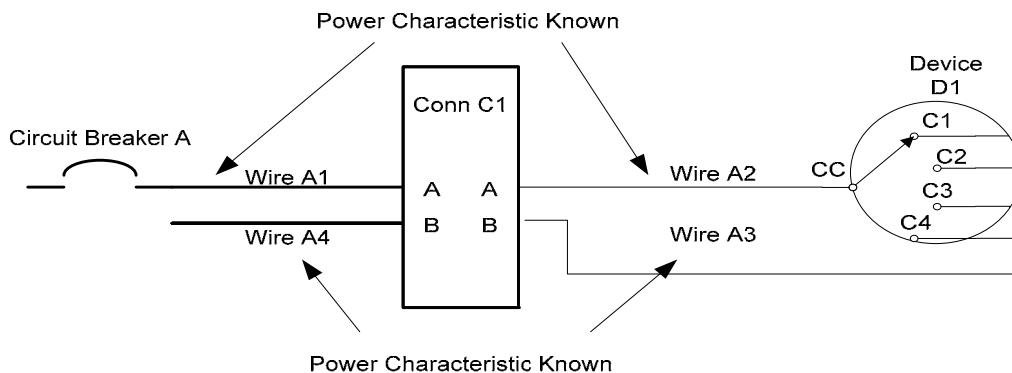 Power Characteristic Known
Device
D1
Conn C1
C1
Circuit Breaker A
C2
CC
Wire A1
A A
Wire A2
C3
B B
C4
Wire A4
Wire A3
Power Characteristic Known